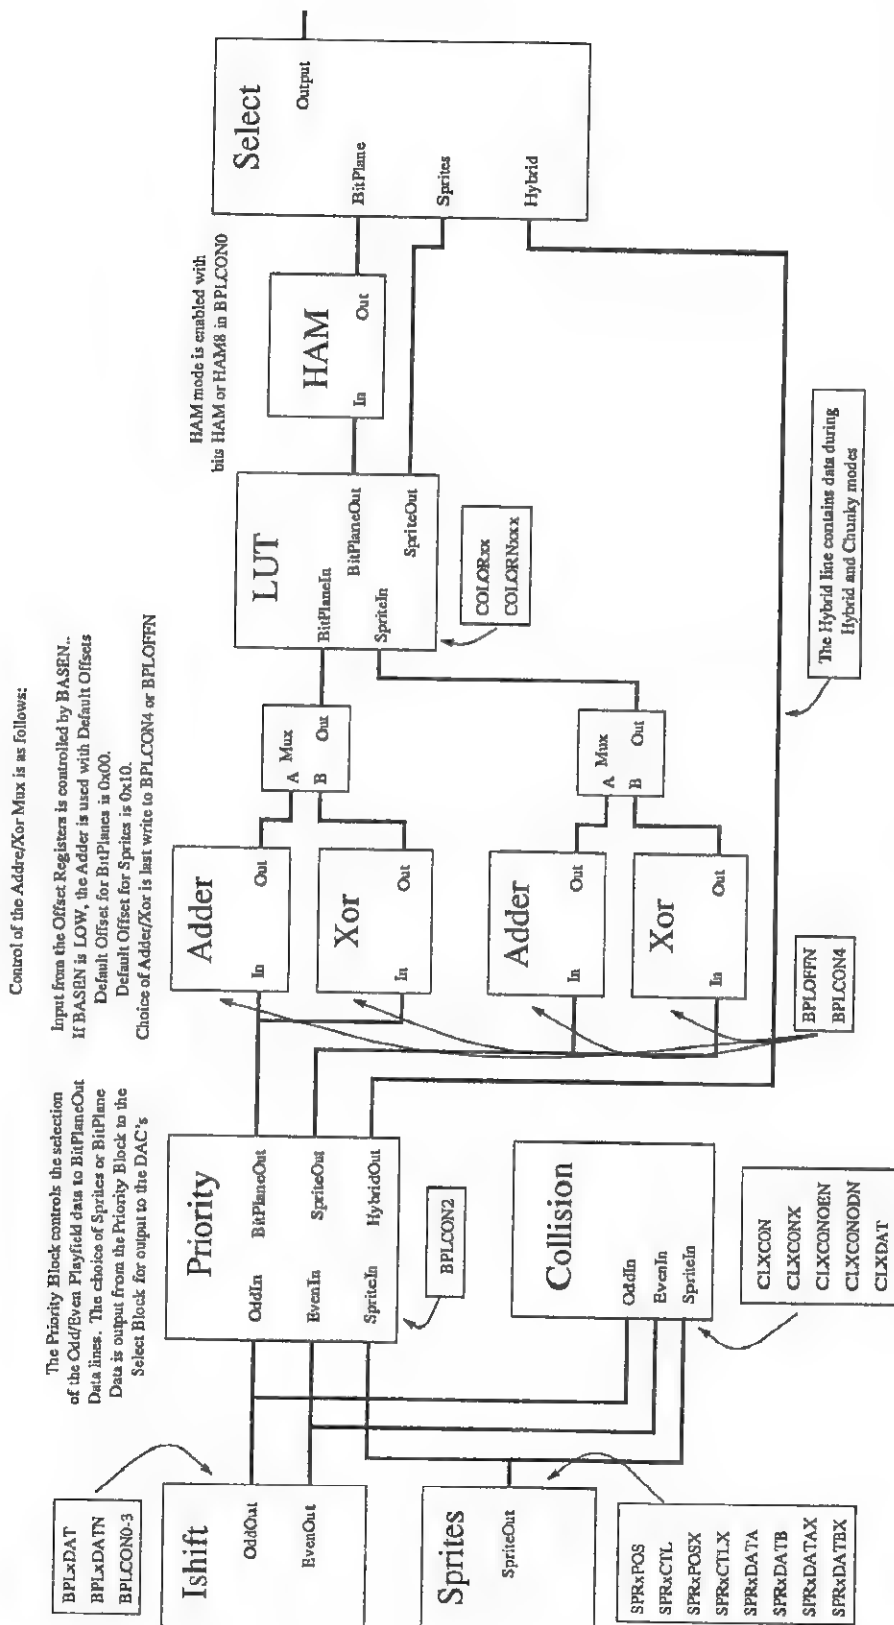 Control of the Addre/Xor Mux is as follows:
Input from the Offset Registers is controlled by BASEN..
If BASEN is LOW, the Adder is used with Default Offsets
Default Offset for BitPlanes is 0x00.
Default Offset for Sprites is 0x10.
Choice of Adder/Xor is last write to BPLCON4 or BPLOFFN
The Priority Block controls the selection
of the Odd/Even Playfield data to BitPlaneOut
Data lines. The choice of Sprites or BitPlane
Data is output from the Priority Block to the
Select Block for output to the DAC's
HAM mode is enabled with
bits HAM or HAM8 in BPLCON0
BPLxDAT
BPLxDATN
BPLCON0-3
Ishift
OddOut
EvenOut
Sprites
SpriteOut
SPRxPOS
SPRxCTL
SPRxPOSX
SPRxCTLX
SPRxDATA
SPRxDATB
SPRxDATAX
SPRxDATBX
Priority
OddIn
BitPlaneOut
EvenIn
SpriteOut
SpriteIn
HybridOut
BPLCON2
Collision
OddIn
EvenIn
SpriteIn
CLXCON
CLXCONX
CLXCONOEN
CLXCONODN
CLXDAT
Adder
In
Out
Xor
In
Out
Adder
In
Out
Xor
In
Out
BPLOFFN
BPLCON4
Mux
A
B
Out
Mux
A
B
Out
LUT
BitPlaneIn
BitPlaneOut
SpriteIn
SpriteOut
COLORxx
COLORNxxx
HAM
In
Out
Select
Output
BitPlane
Sprites
Hybrid
The Hybrid line contains data during
Hybrid and Chunky modes